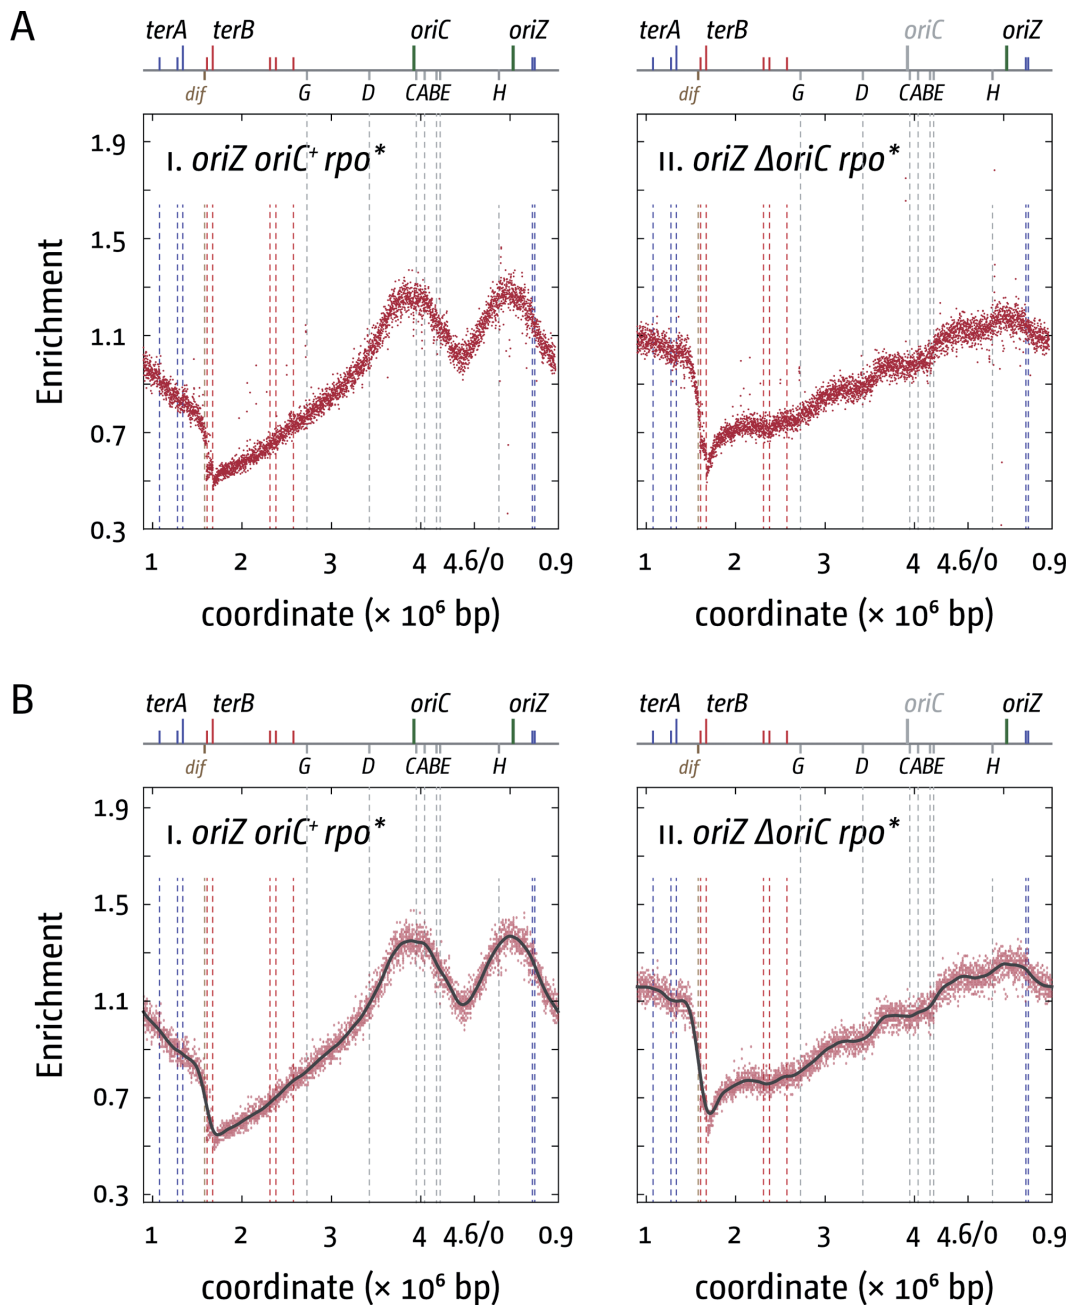 A
terA terB oriC oriZ
dif G D CABE H
I. oriZ oriC⁺ rpo*
Enrichment
1.9
1.5
1.1
0.7
0.3
1 2 3 4 4.6/0 0.9
coordinate (× 10⁶ bp)
terA terB oriC oriZ
dif G D CABE H
II. oriZ ΔoriC rpo*
1 2 3 4 4.6/0 0.9
coordinate (× 10⁶ bp)
B
terA terB oriC oriZ
dif G D CABE H
I. oriZ oriC⁺ rpo*
Enrichment
1.9
1.5
1.1
0.7
0.3
1 2 3 4 4.6/0 0.9
coordinate (× 10⁶ bp)
terA terB oriC oriZ
dif G D CABE H
II. oriZ ΔoriC rpo*
1 2 3 4 4.6/0 0.9
coordinate (× 10⁶ bp)